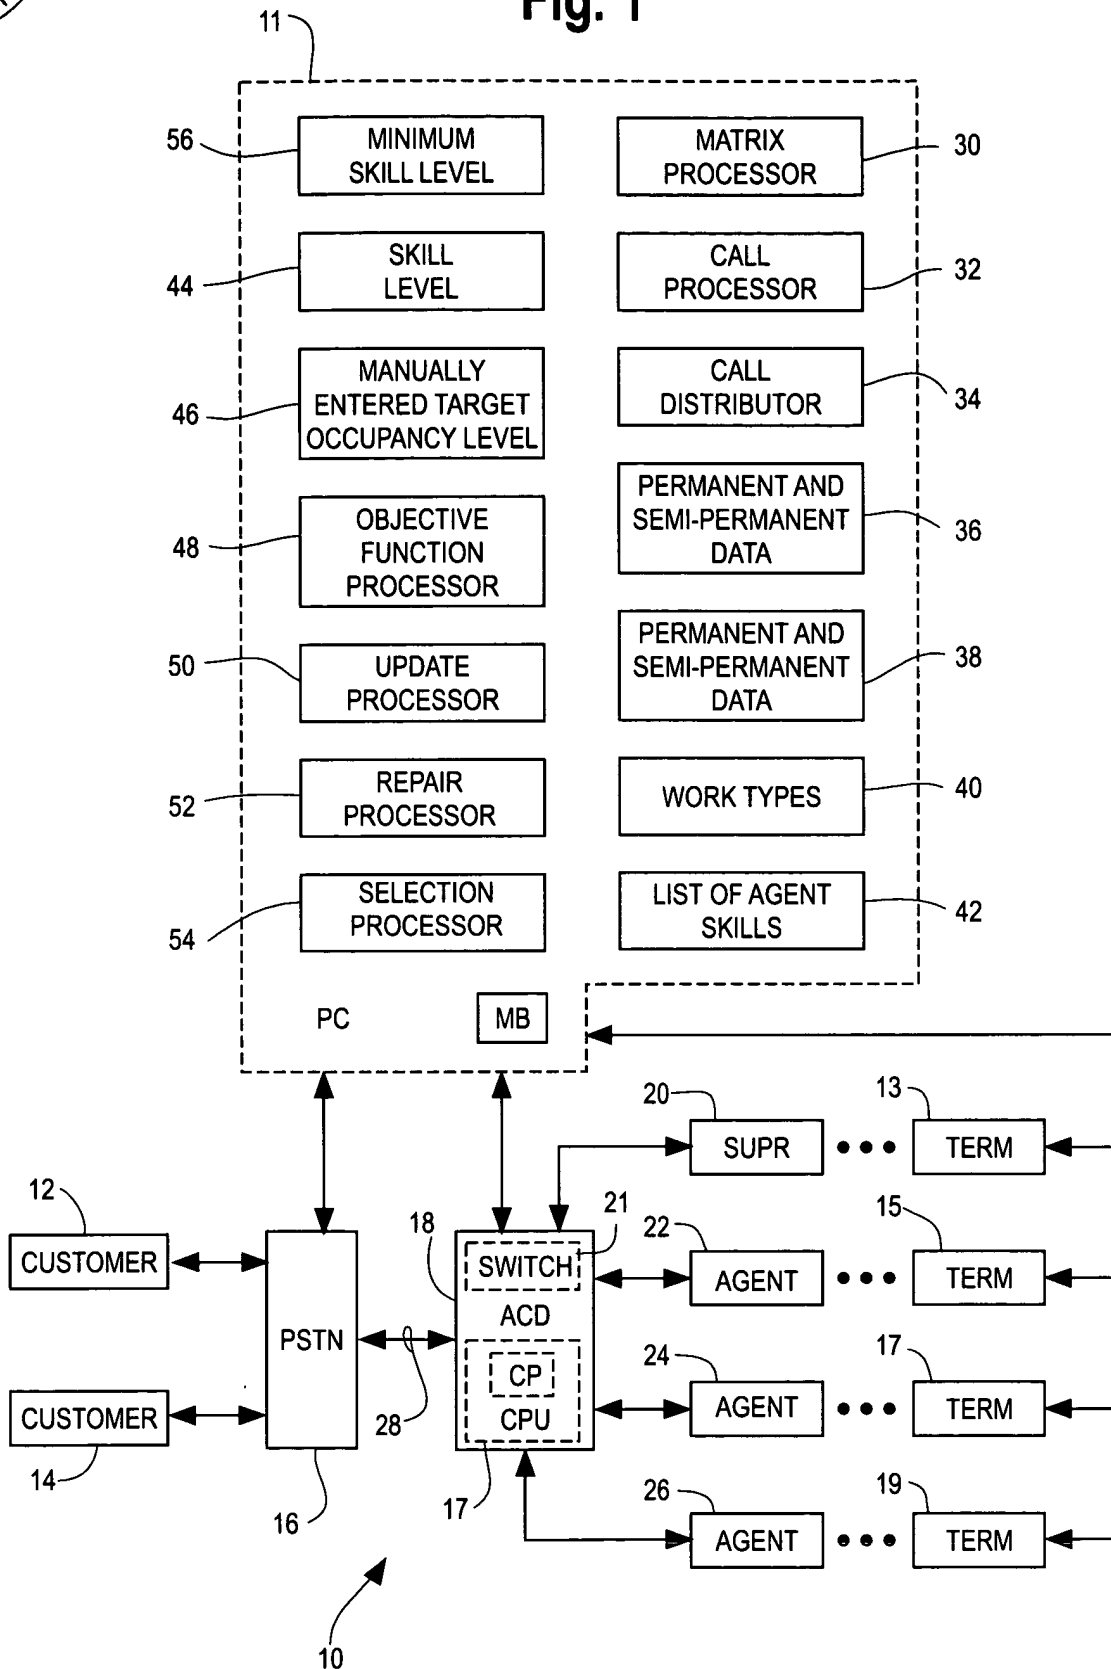 Fig. 1
11
56
MINIMUM
SKILL LEVEL
MATRIX
PROCESSOR
30
44
SKILL
LEVEL
CALL
PROCESSOR
32
46
MANUALLY
ENTERED TARGET
OCCUPANCY LEVEL
CALL
DISTRIBUTOR
34
48
OBJECTIVE
FUNCTION
PROCESSOR
PERMANENT AND
SEMI-PERMANENT
DATA
36
50
UPDATE
PROCESSOR
PERMANENT AND
SEMI-PERMANENT
DATA
38
52
REPAIR
PROCESSOR
WORK TYPES
40
54
SELECTION
PROCESSOR
LIST OF AGENT
SKILLS
42
PC
MB
20
SUPR
13
TERM
12
CUSTOMER
18
21
SWITCH
ACD
22
AGENT
15
TERM
PSTN
28
CP
CPU
24
AGENT
17
TERM
CUSTOMER
14
16
17
26
AGENT
19
TERM
10